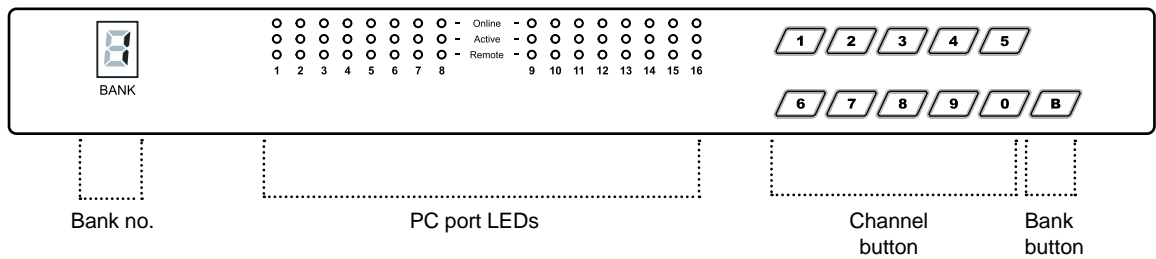 1
BANK
- Online -
- Active -
- Remote -
1 2 3 4 5 6 7 8
9 10 11 12 13 14 15 16
1 2 3 4 5
6 7 8 9 0 B
Bank no.
PC port LEDs
Channel
button
Bank
button